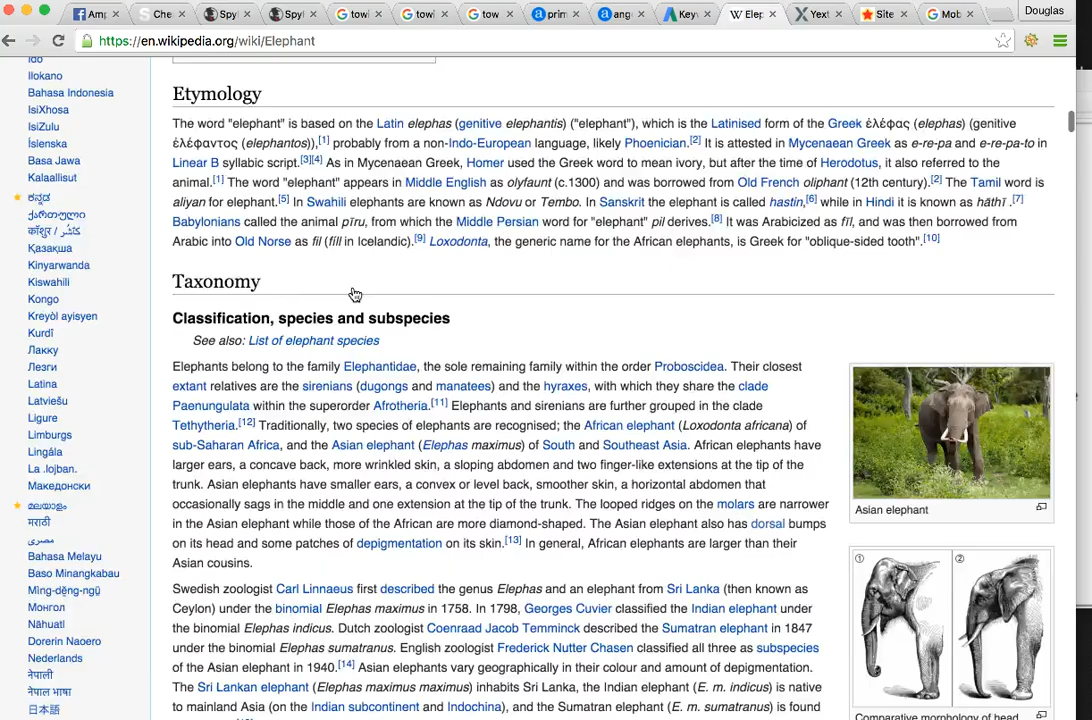 Douglas
Am
Che
Spy
Spy
towi
towi
tow
prim
ang
Key
Elep
Yext
Site
Mob
https://en.wikipedia.org/wiki/Elephant
Ido
Ilokano
Bahasa Indonesia
IsiXhosa
IsiZulu
Íslenska
Basa Jawa
Kalaallisut
ಕನ್ನಡ
ქართული
Қазақша
Kinyarwanda
Kiswahili
Kongo
Kreyòl ayisyen
Kurdî
Лакку
Лезги
Latina
Latviešu
Ligure
Limburgs
Lingála
La .lojban.
Македонски
മലയാളം
मराठी
مصرى
Bahasa Melayu
Baso Minangkabau
Mìng-dĕ̤ng-ngṳ̄
Монгол
Nāhuatl
Dorerin Naoero
Nederlands
नेपाली
नेपाल भाषा
日本語
Etymology
The word "elephant" is based on the Latin elephas (genitive elephantis) ("elephant"), which is the Latinised form of the Greek ἐλέφας (elephas) (genitive
ἐλέφαντος (elephantos)),[1] probably from a non-Indo-European language, likely Phoenician.[2] It is attested in Mycenaean Greek as e-re-pa and e-re-pa-to in
Linear B syllabic script.[3][4] As in Mycenaean Greek, Homer used the Greek word to mean ivory, but after the time of Herodotus, it also referred to the
animal.[1] The word "elephant" appears in Middle English as olyfaunt (c.1300) and was borrowed from Old French oliphant (12th century).[2] The Tamil word is
aliyan for elephant.[5] In Swahili elephants are known as Ndovu or Tembo. In Sanskrit the elephant is called hastin,[6] while in Hindi it is known as hāthī .[7]
Babylonians called the animal pīru, from which the Middle Persian word for "elephant" pil derives.[8] It was Arabicized as fīl, and was then borrowed from
Arabic into Old Norse as fil (fíll in Icelandic).[9] Loxodonta, the generic name for the African elephants, is Greek for "oblique-sided tooth".[10]
Taxonomy
Classification, species and subspecies
See also: List of elephant species
Elephants belong to the family Elephantidae, the sole remaining family within the order Proboscidea. Their closest
extant relatives are the sirenians (dugongs and manatees) and the hyraxes, with which they share the clade
Paenungulata within the superorder Afrotheria.[11] Elephants and sirenians are further grouped in the clade
Tethytheria.[12] Traditionally, two species of elephants are recognised; the African elephant (Loxodonta africana) of
sub-Saharan Africa, and the Asian elephant (Elephas maximus) of South and Southeast Asia. African elephants have
larger ears, a concave back, more wrinkled skin, a sloping abdomen and two finger-like extensions at the tip of the
trunk. Asian elephants have smaller ears, a convex or level back, smoother skin, a horizontal abdomen that
occasionally sags in the middle and one extension at the tip of the trunk. The looped ridges on the molars are narrower
in the Asian elephant while those of the African are more diamond-shaped. The Asian elephant also has dorsal bumps
on its head and some patches of depigmentation on its skin.[13] In general, African elephants are larger than their
Asian cousins.
Swedish zoologist Carl Linnaeus first described the genus Elephas and an elephant from Sri Lanka (then known as
Ceylon) under the binomial Elephas maximus in 1758. In 1798, Georges Cuvier classified the Indian elephant under
the binomial Elephas indicus. Dutch zoologist Coenraad Jacob Temminck described the Sumatran elephant in 1847
under the binomial Elephas sumatranus. English zoologist Frederick Nutter Chasen classified all three as subspecies
of the Asian elephant in 1940.[14] Asian elephants vary geographically in their colour and amount of depigmentation.
The Sri Lankan elephant (Elephas maximus maximus) inhabits Sri Lanka, the Indian elephant (E. m. indicus) is native
to mainland Asia (on the Indian subcontinent and Indochina), and the Sumatran elephant (E. m. sumatranus) is found
Asian elephant
1
2
Comparative morphology of head